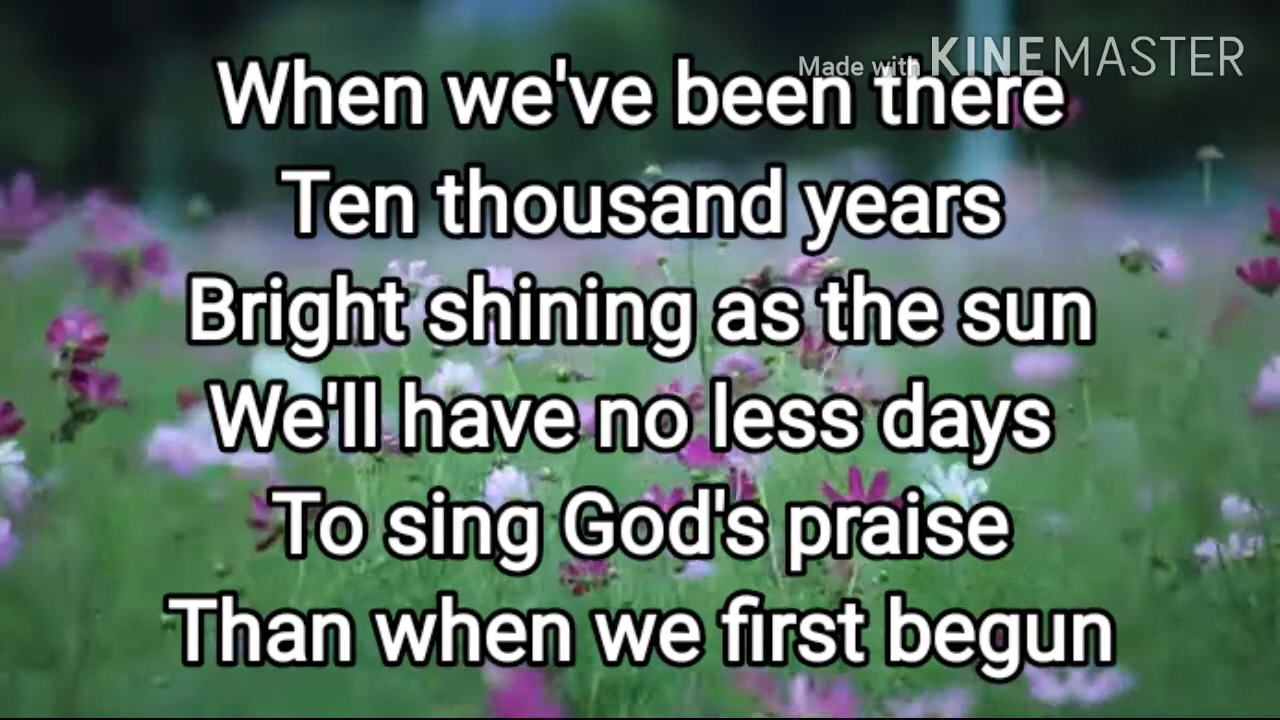 Made with KINEMASTER
When we've been there
Ten thousand years
Bright shining as the sun
We'll have no less days
To sing God's praise
Than when we first begun